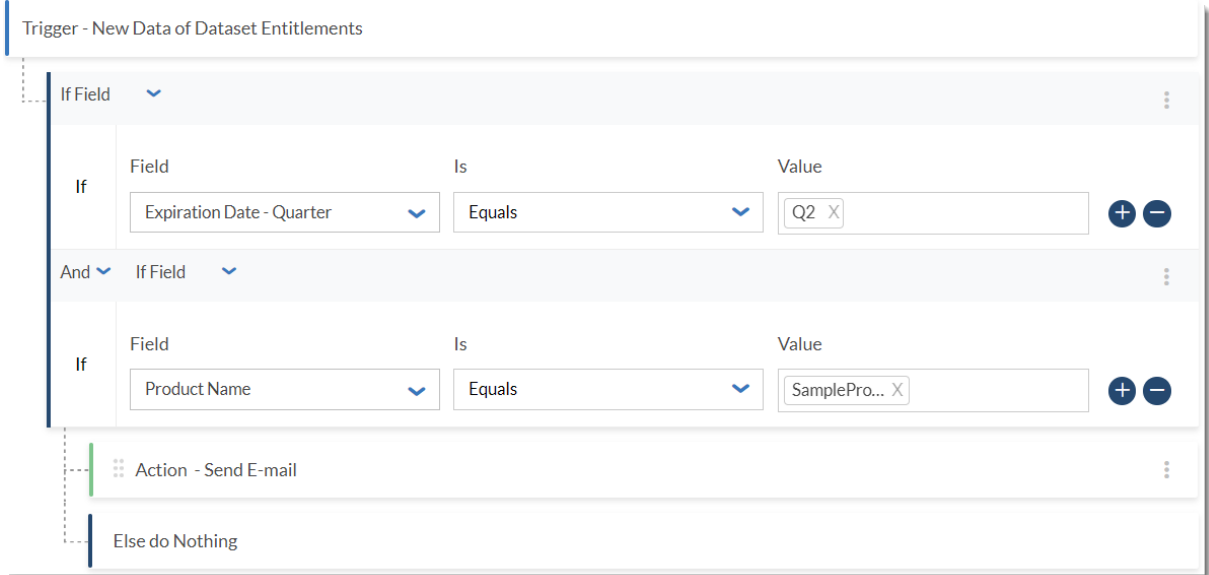 Trigger - New Data of Dataset Entitlements
If Field
If
Field
Is
Value
Expiration Date - Quarter
Equals
Q2 X
And If Field
If
Field
Is
Value
Product Name
Equals
SamplePro... X
Action - Send E-mail
Else do Nothing